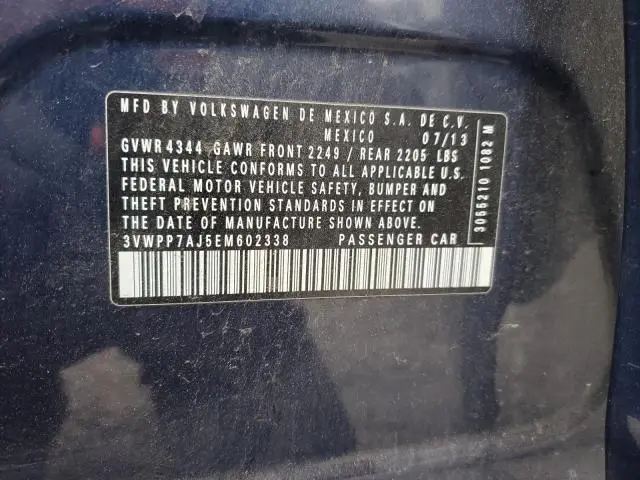 MFD BY VOLKSWAGEN DE MEXICO S.A. DE C.V.
MEXICO 07/13
GVWR 4344 GAWR FRONT 2249 / REAR 2205 LBS
THIS VEHICLE CONFORMS TO ALL APPLICABLE U.S.
FEDERAL MOTOR VEHICLE SAFETY, BUMPER AND
THEFT PREVENTION STANDARDS IN EFFECT ON
THE DATE OF MANUFACTURE SHOWN ABOVE.
3VWPP7AJ5EM602338 PASSENGER CAR
3055210 1082 M